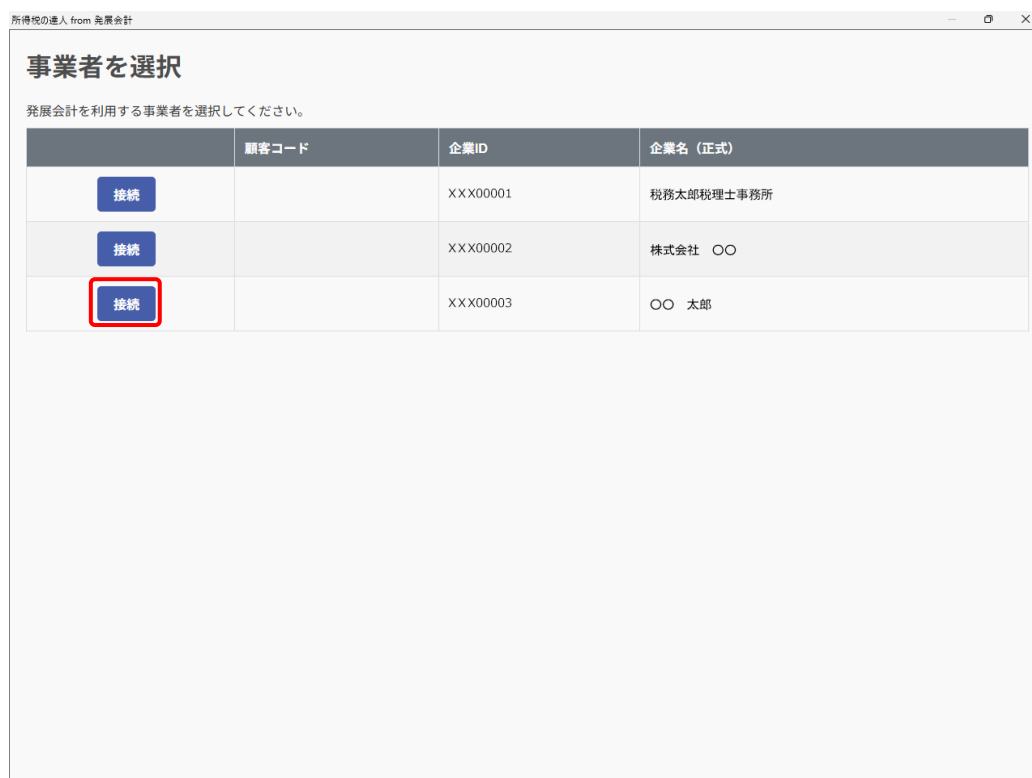 所得税の達人 from 発展会計
事業者を選択
発展会計を利用する事業者を選択してください。
顧客コード 企業ID 企業名（正式）
接続 XXX00001 税務太郎税理士事務所
接続 XXX00002 株式会社　〇〇
接続 XXX00003 〇〇　太郎